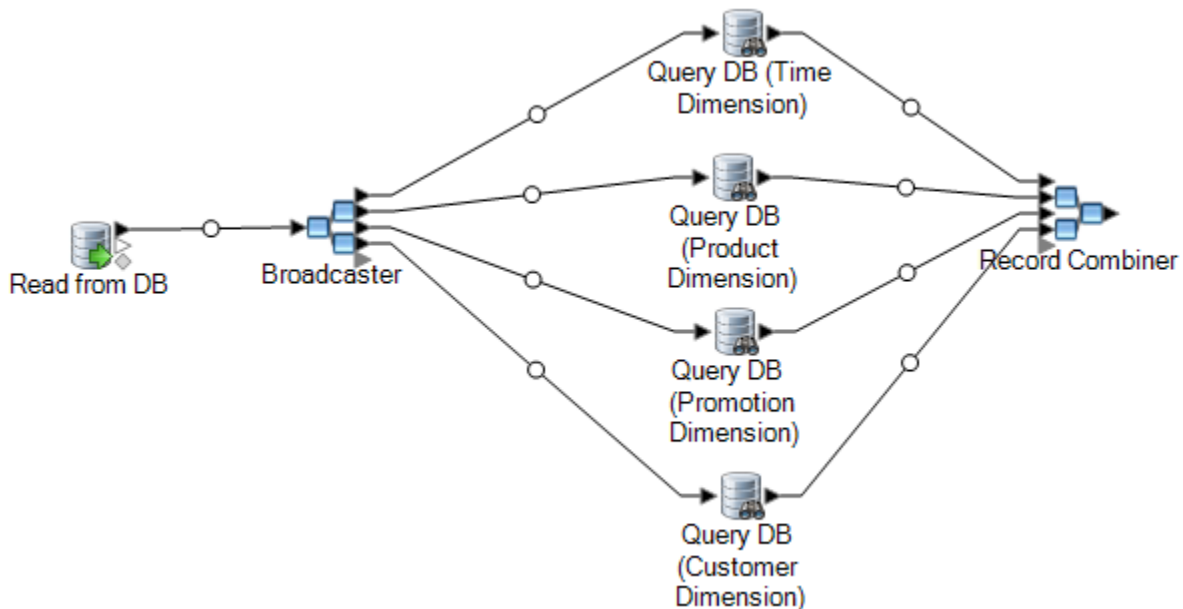 Query DB (Time
Dimension)
Query DB
(Product
Dimension)
Read from DB
Broadcaster
Record Combiner
Query DB
(Promotion
Dimension)
Query DB
(Customer
Dimension)